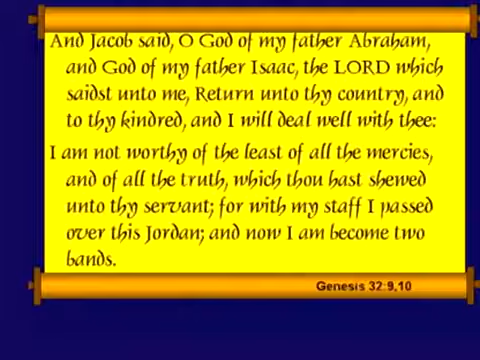 And Jacob said, O God of my father Abraham,
and God of my father Isaac, the LORD which
saidst unto me, Return unto thy country, and
to thy kindred, and I will deal well with thee:
I am not worthy of the least of all the mercies,
and of all the truth, which thou hast shewed
unto thy servant; for with my staff I passed
over this Jordan; and now I am become two
bands.
Genesis 32:9,10